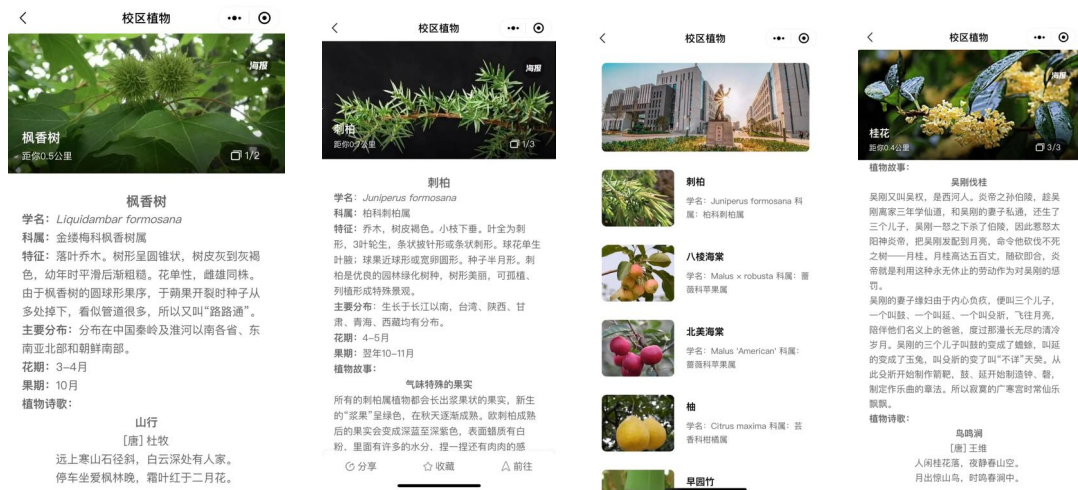 校区植物
海报
枫香树
距你0.5公里
1/2
枫香树
学名：Liquidambar formosana
科属：金缕梅科枫香树属
特征：落叶乔木。树形呈圆锥状，树皮灰到灰褐
色，幼年时平滑后渐粗糙。花单性，雌雄同株。
由于枫香树的圆球形果序，于蒴果开裂时种子从
多处掉下，看似管道很多，所以又叫“路路通”。
主要分布：分布在中国秦岭及淮河以南各省、东
南亚北部和朝鲜南部。
花期：3-4月
果期：10月
植物诗歌：
山行
[唐] 杜牧
远上寒山石径斜，白云深处有人家。
停车坐爱枫林晚，霜叶红于二月花。
校区植物
海报
刺柏
距你0.9公里
1/3
刺柏
学名：Juniperus formosana
科属：柏科刺柏属
特征：乔木，树皮褐色。小枝下垂。叶全为刺
形，3叶轮生，条状披针形或条状刺形。球花单生
叶腋；球果近球形或宽卵圆形。种子半月形。刺
柏是优良的园林绿化树种，树形美丽，可孤植、
列植形成特殊景观。
主要分布：生长于长江以南，台湾、陕西、甘
肃、青海、西藏均有分布。
花期：4-5月
果期：翌年10-11月
植物故事：
气味特殊的果实
所有的刺柏属植物都会长出浆果状的果实，新生
的“浆果”呈绿色，在秋天逐渐成熟。欧刺柏成熟
后的果实会变成深蓝至深紫色，表面蜡质有白
粉，里面有许多的水分，捏一捏还有肉肉的感
分享
收藏
前往
校区植物
刺柏
学名：Juniperus formosana 科
属：柏科刺柏属
八棱海棠
学名：Malus × robusta 科属：蔷
薇科苹果属
北美海棠
学名：Malus 'American' 科属：
蔷薇科苹果属
柚
学名：Citrus maxima 科属：芸
香科柑橘属
早园竹
校区植物
海报
桂花
距你0.4公里
3/3
植物故事：
吴刚伐桂
吴刚又叫吴权，是西河人。炎帝之孙伯陵，趁吴
刚离家三年学仙道，和吴刚的妻子私通，还生了
三个儿子，吴刚一怒之下杀了伯陵，因此惹怒太
阳神炎帝，把吴刚发配到月亮，命令他砍伐不死
之树——月桂。月桂高达五百丈，随砍即合，炎
帝就是利用这种永无休止的劳动作为对吴刚的惩
罚。
吴刚的妻子缘妇由于内心负疚，便叫三个儿子，
一个叫鼓、一个叫延、一个叫殳斨，飞往月亮，
陪伴他们名义上的爸爸，度过那漫长无尽的清冷
岁月。吴刚的三个儿子叫鼓的变成了蟾蜍，叫延
的变成了玉兔，叫殳斨的变了叫“不详”天癸。从
此殳斨开始制作箭靶，鼓、延开始制造钟、磬，
制定作乐曲的章法。所以寂寞的广寒宫时常仙乐
飘飘。
植物诗歌：
鸟鸣涧
[唐] 王维
人闲桂花落，夜静春山空。
月出惊山鸟，时鸣春涧中。